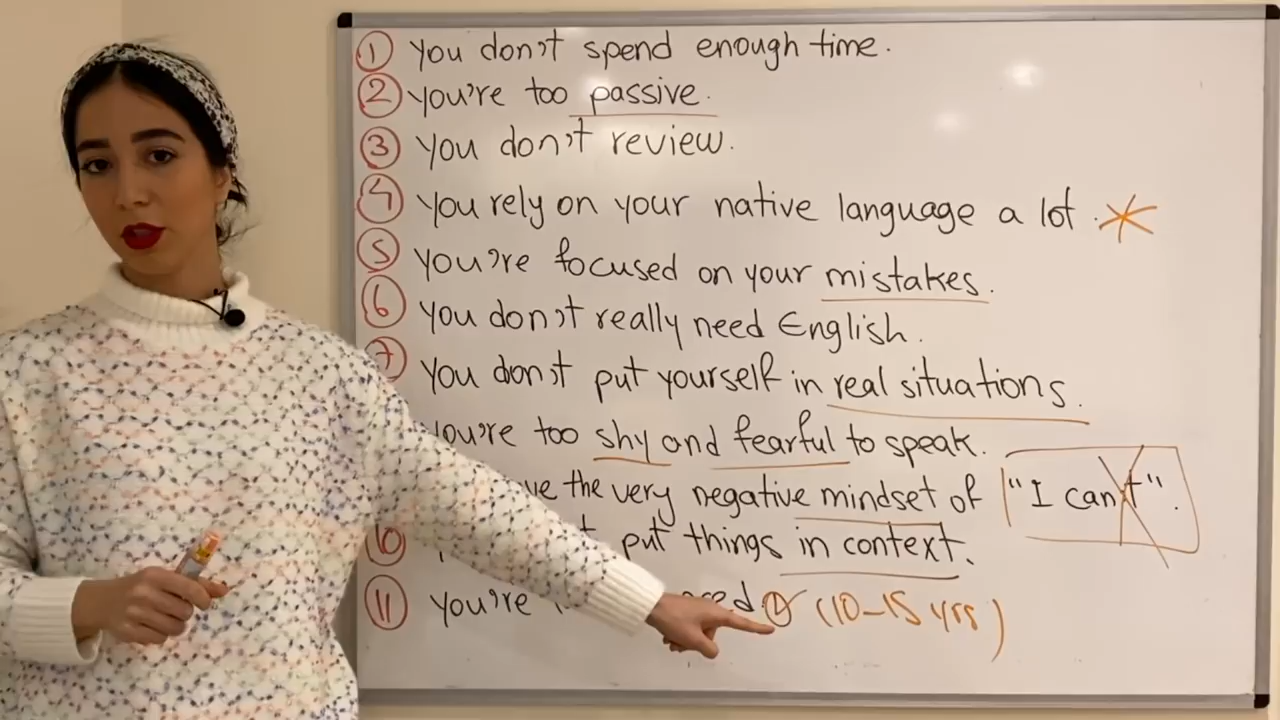 1 You don't spend enough time.
2 You're too passive.
3 You don't review.
4 You rely on your native language a lot.
5 You're focused on your mistakes.
6 You don't really need English.
7 You don't put yourself in real situations.
You're too shy and fearful to speak.
the very negative mindset of "I can't".
10 put things in context.
11 You're (10-15 yrs)